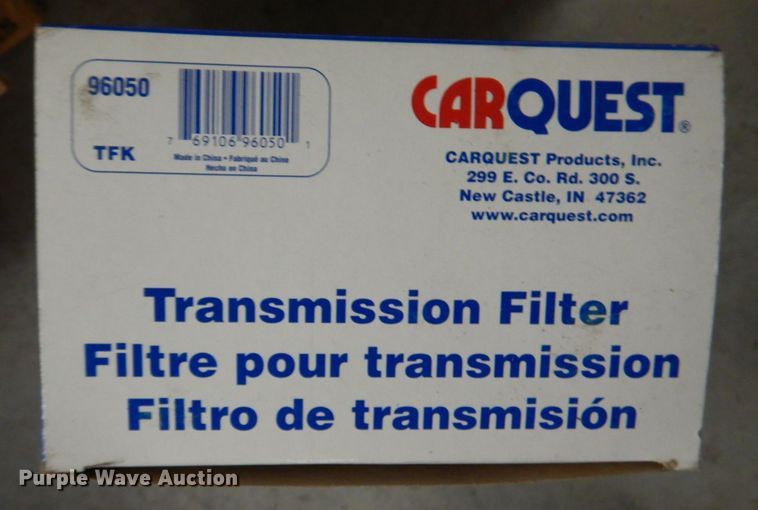 96050
7 69106 96050 1
TFK
Made in China • Fabriqué au Chine
Hecho en China
CARQUEST®
CARQUEST Products, Inc.
299 E. Co. Rd. 300 S.
New Castle, IN 47362
www.carquest.com
Transmission Filter
Filtre pour transmission
Filtro de transmisión
Purple Wave Auction